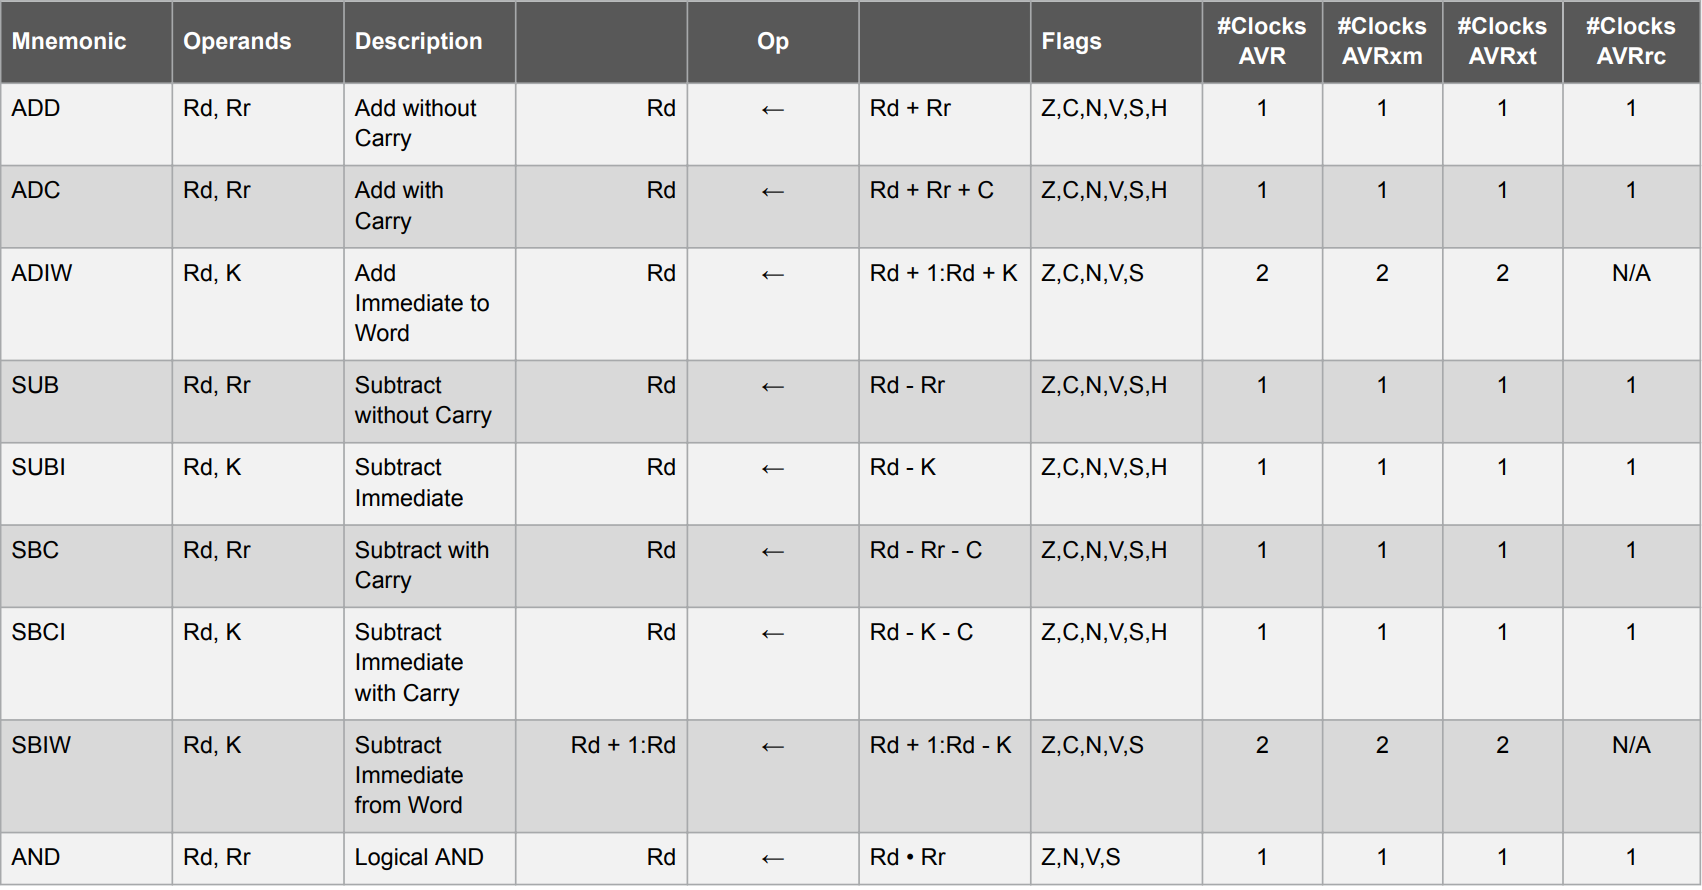 Mnemonic Operands Description Op Flags #Clocks AVR #Clocks AVRxm #Clocks AVRxt #Clocks AVRrc
ADD Rd, Rr Add without Rd ← Rd + Rr Z,C,N,V,S,H 1 1 1 1
Carry
ADC Rd, Rr Add with Rd ← Rd + Rr + C Z,C,N,V,S,H 1 1 1 1
Carry
ADIW Rd, K Add Rd ← Rd + 1:Rd + K Z,C,N,V,S 2 2 2 N/A
Immediate to
Word
SUB Rd, Rr Subtract Rd ← Rd - Rr Z,C,N,V,S,H 1 1 1 1
without Carry
SUBI Rd, K Subtract Rd ← Rd - K Z,C,N,V,S,H 1 1 1 1
Immediate
SBC Rd, Rr Subtract with Rd ← Rd - Rr - C Z,C,N,V,S,H 1 1 1 1
Carry
SBCI Rd, K Subtract Rd ← Rd - K - C Z,C,N,V,S,H 1 1 1 1
Immediate
with Carry
SBIW Rd, K Subtract Rd + 1:Rd ← Rd + 1:Rd - K Z,C,N,V,S 2 2 2 N/A
Immediate
from Word
AND Rd, Rr Logical AND Rd ← Rd • Rr Z,N,V,S 1 1 1 1